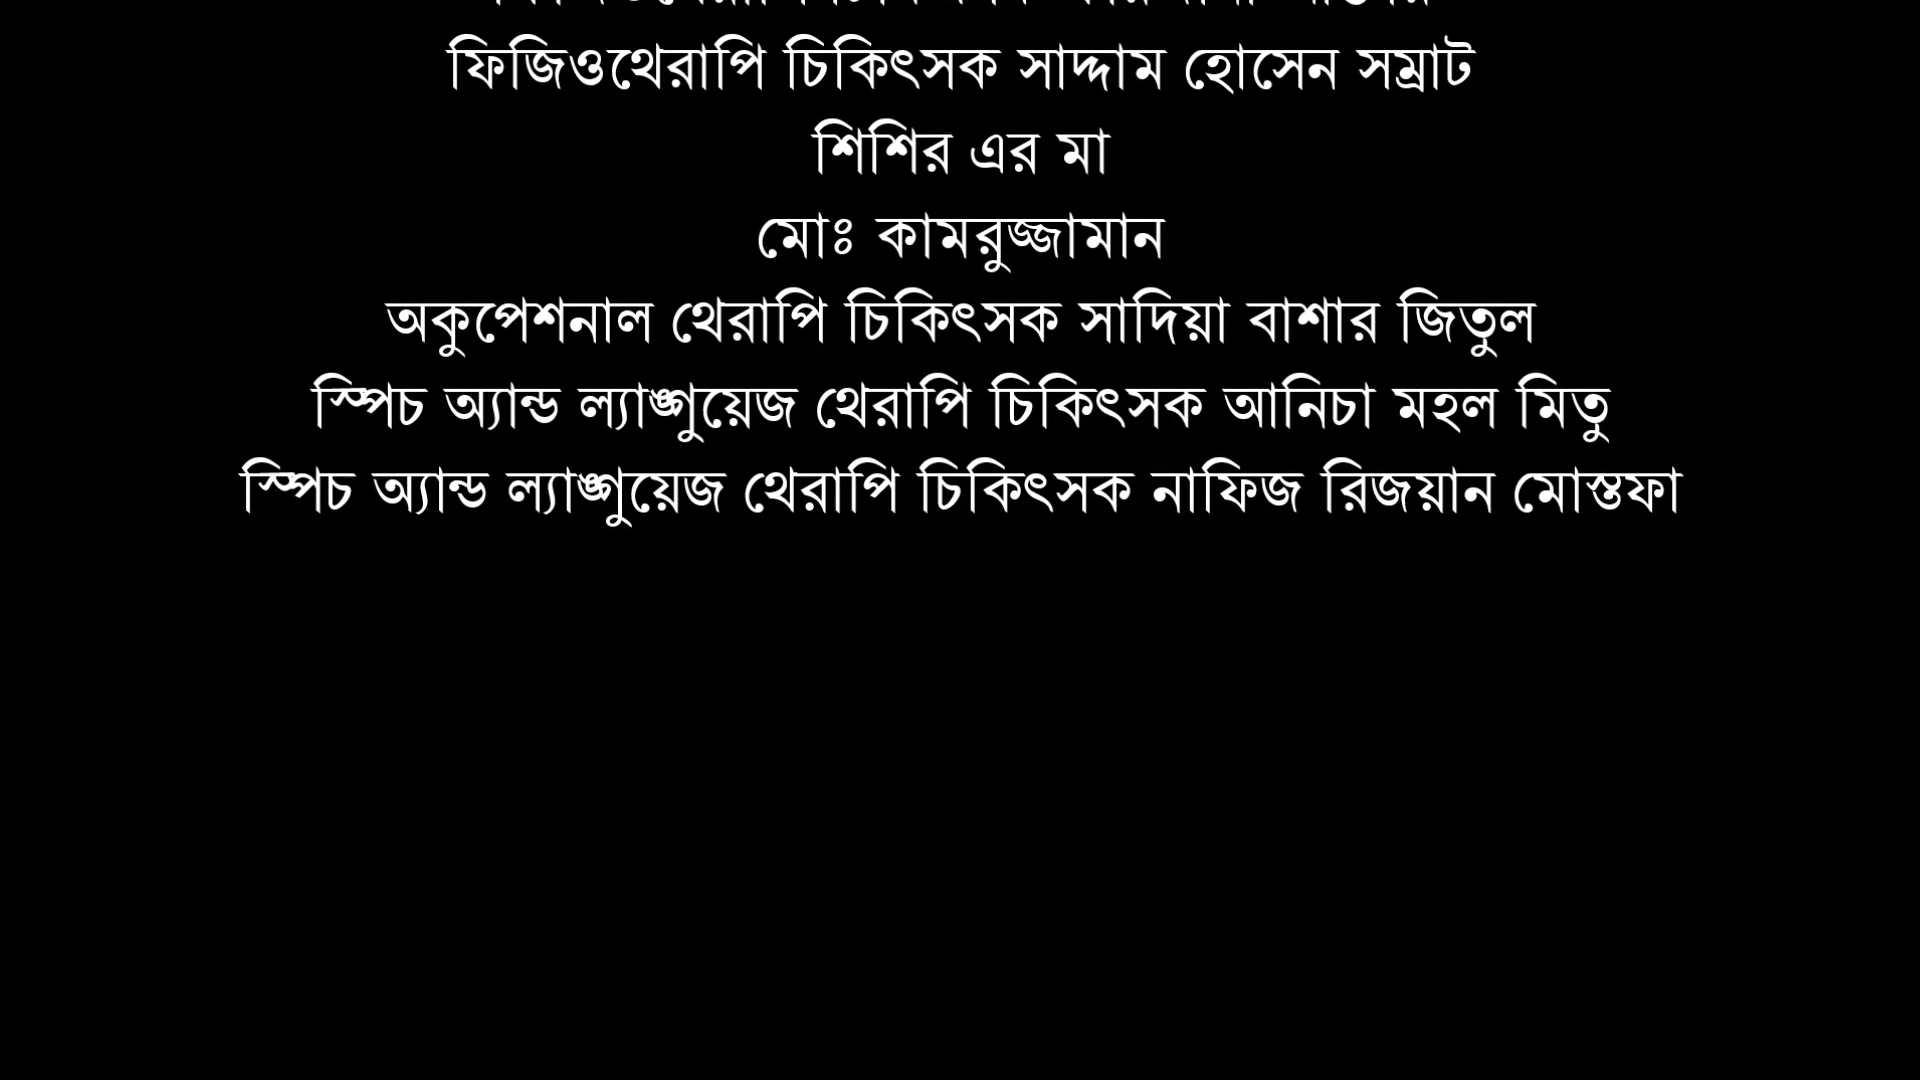 ফিজিওথেরাপি চিকিৎসক সাদ্দাম হোসেন সম্রাট
শিশির এর মা
মোঃ কামরুজ্জামান
অকুপেশনাল থেরাপি চিকিৎসক সাদিয়া বাশার জিতুল
স্পিচ অ্যান্ড ল্যাঙ্গুয়েজ থেরাপি চিকিৎসক আনিচা মহল মিতু
স্পিচ অ্যান্ড ল্যাঙ্গুয়েজ থেরাপি চিকিৎসক নাফিজ রিজয়ান মোস্তফা